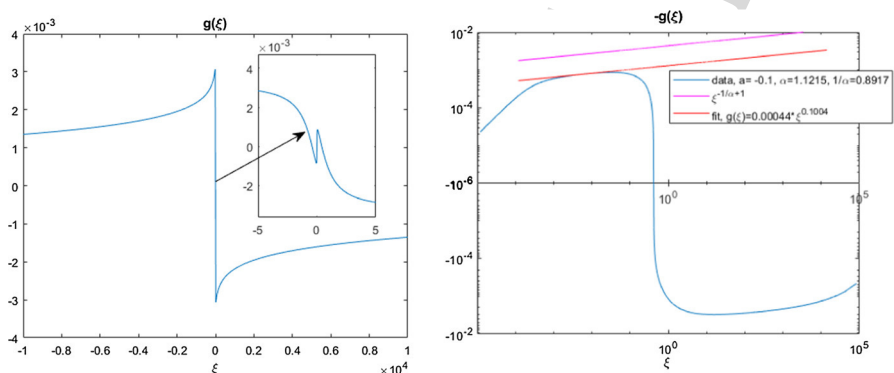 g(ξ)
×10⁻³
4
3
2
1
0
-1
-2
-3
-4
-1 -0.8 -0.6 -0.4 -0.2 0 0.2 0.4 0.6 0.8 1
×10⁴
ξ
×10⁻³
4
2
0
-2
-5 0 5
-g(ξ)
10⁻²
10⁻⁴
10⁻⁶
-10⁻⁴
-10⁻²
data, a= -0.1, α=1.1215, 1/α=0.8917
ξ^{-1/α+1}
fit, g(ξ)=0.00044*ξ^{0.1004}
10⁰ 10⁵
10⁰ 10⁵
ξ